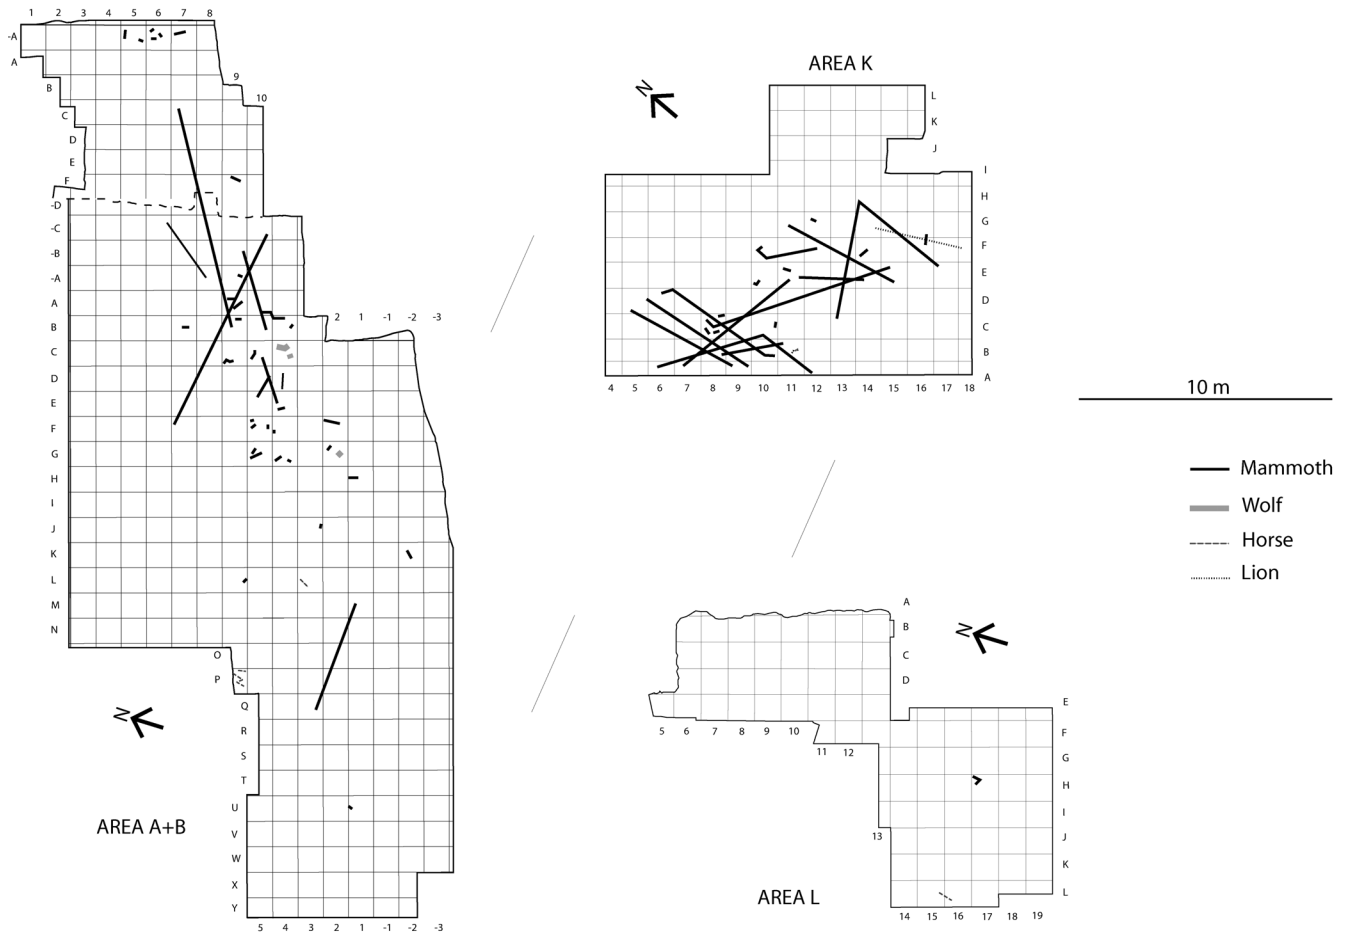 1 2 3 4 5 6 7 8
-A
A
B
C
D
E
F
9
10
-D
-C
-B
-A
A
B
C
D
E
F
G
H
I
J
K
L
M
N
2 1 -1 -2 -3
O
P
Q
R
S
T
U
V
W
X
Y
5 4 3 2 1 -1 -2 -3
N
AREA A+B
AREA K
N
L
K
J
I
H
G
F
E
D
C
B
A
4 5 6 7 8 9 10 11 12 13 14 15 16 17 18
10 m
Mammoth
Wolf
Horse
Lion
A
B
C
D
N
5 6 7 8 9 10
11 12
13
E
F
G
H
I
J
K
L
14 15 16 17 18 19
AREA L